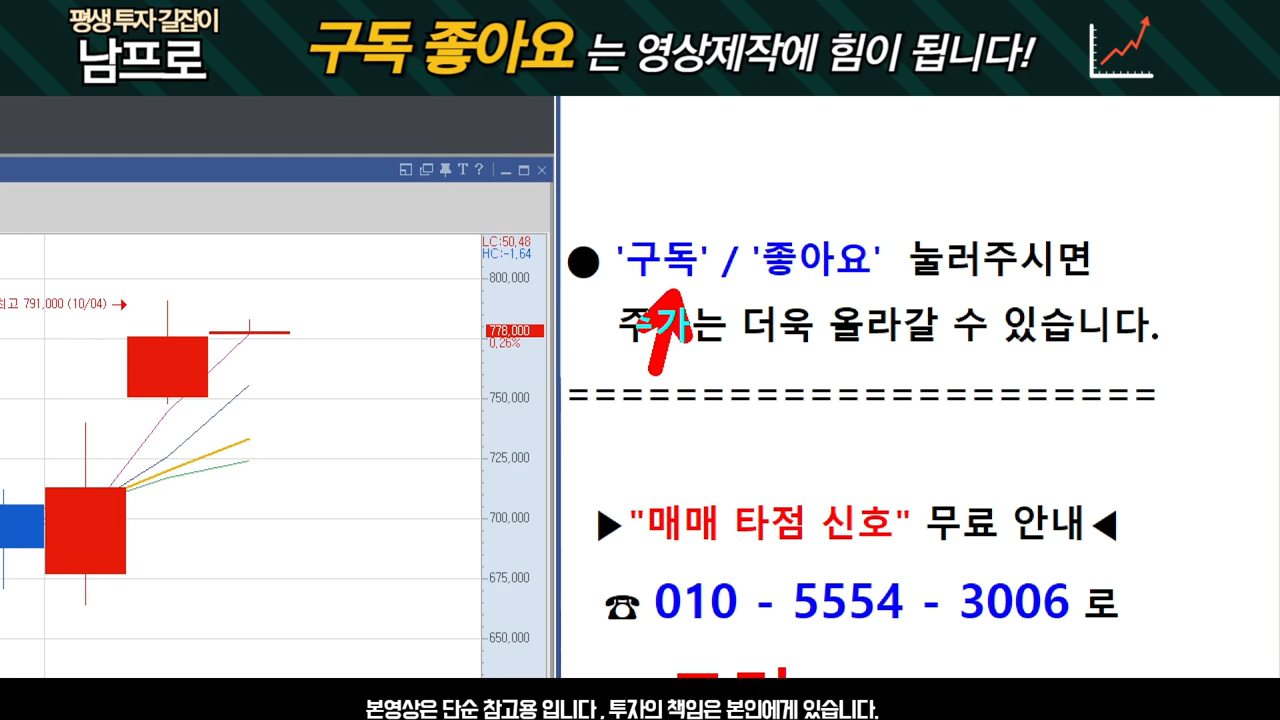 평생 투자 길잡이
남프로
구독 좋아요 는 영상제작에 힘이 됩니다!
T ?
LC:50.48
HC:-1.64
800,000
최고 791,000 (10/04) →
778,000
0.26%
750,000
725,000
700,000
675,000
650,000
● '구독' / '좋아요' 눌러주시면
주가는 더욱 올라갈 수 있습니다.
======================
▶"매매 타점 신호" 무료 안내◀
☎ 010 - 5554 - 3006 로
본영상은 단순 참고용 입니다, 투자의 책임은 본인에게 있습니다.